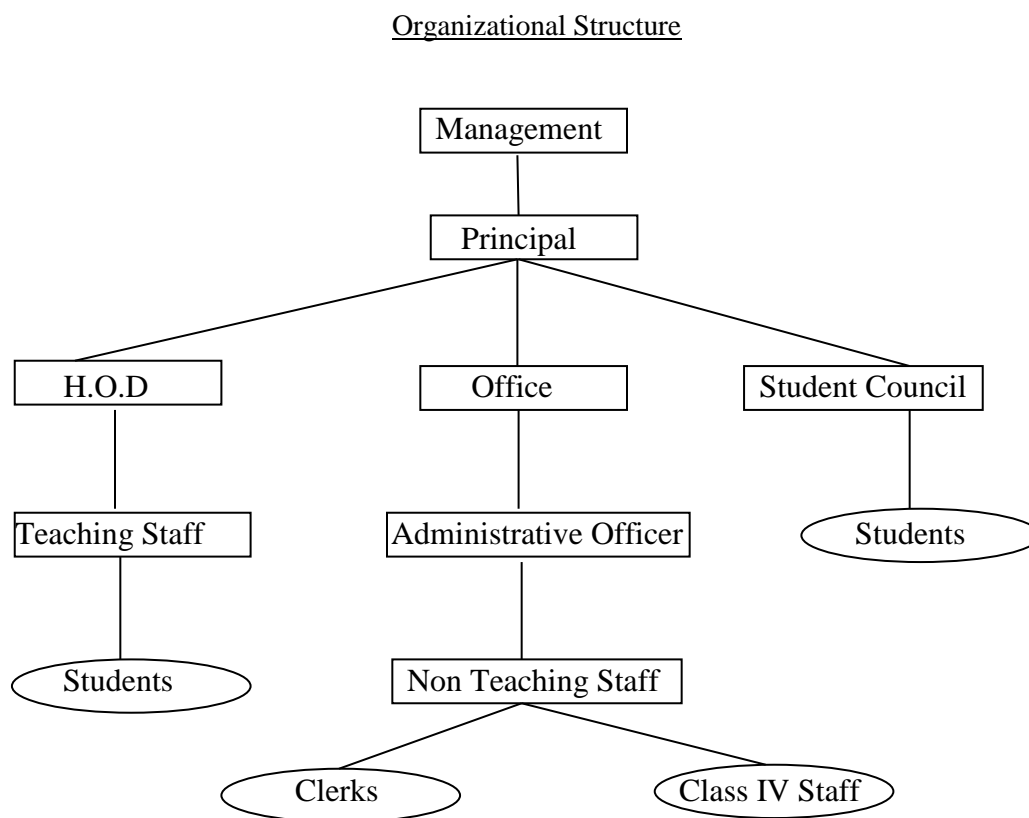 Organizational Structure
Management
Principal
H.O.D
Office
Student Council
Teaching Staff
Administrative Officer
Students
Students
Non Teaching Staff
Clerks
Class IV Staff